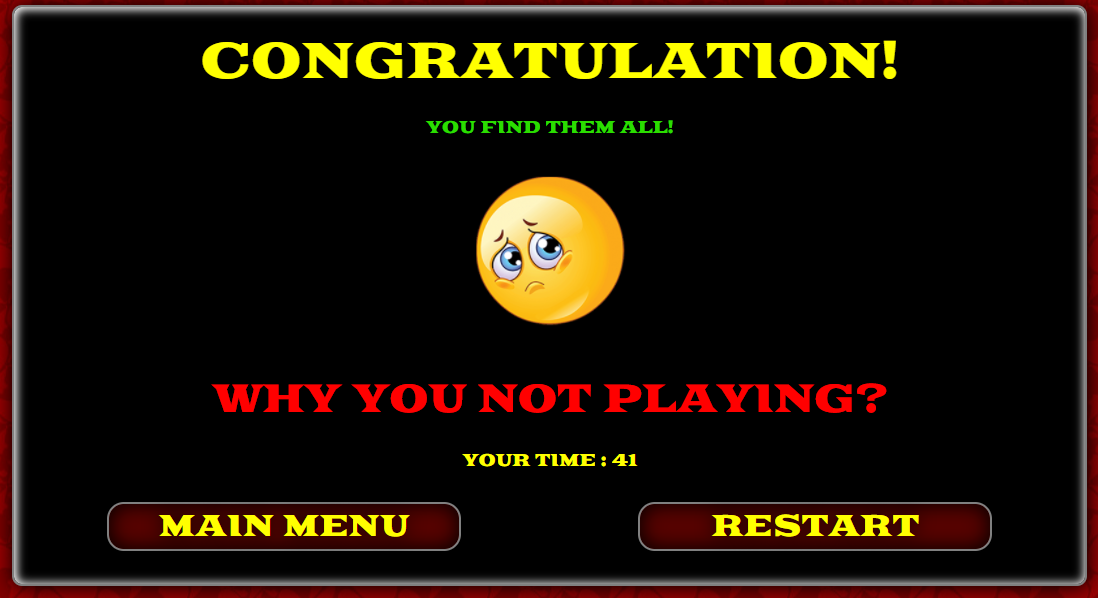 CONGRATULATION!
YOU FIND THEM ALL!
WHY YOU NOT PLAYING?
YOUR TIME : 41
MAIN MENU
RESTART